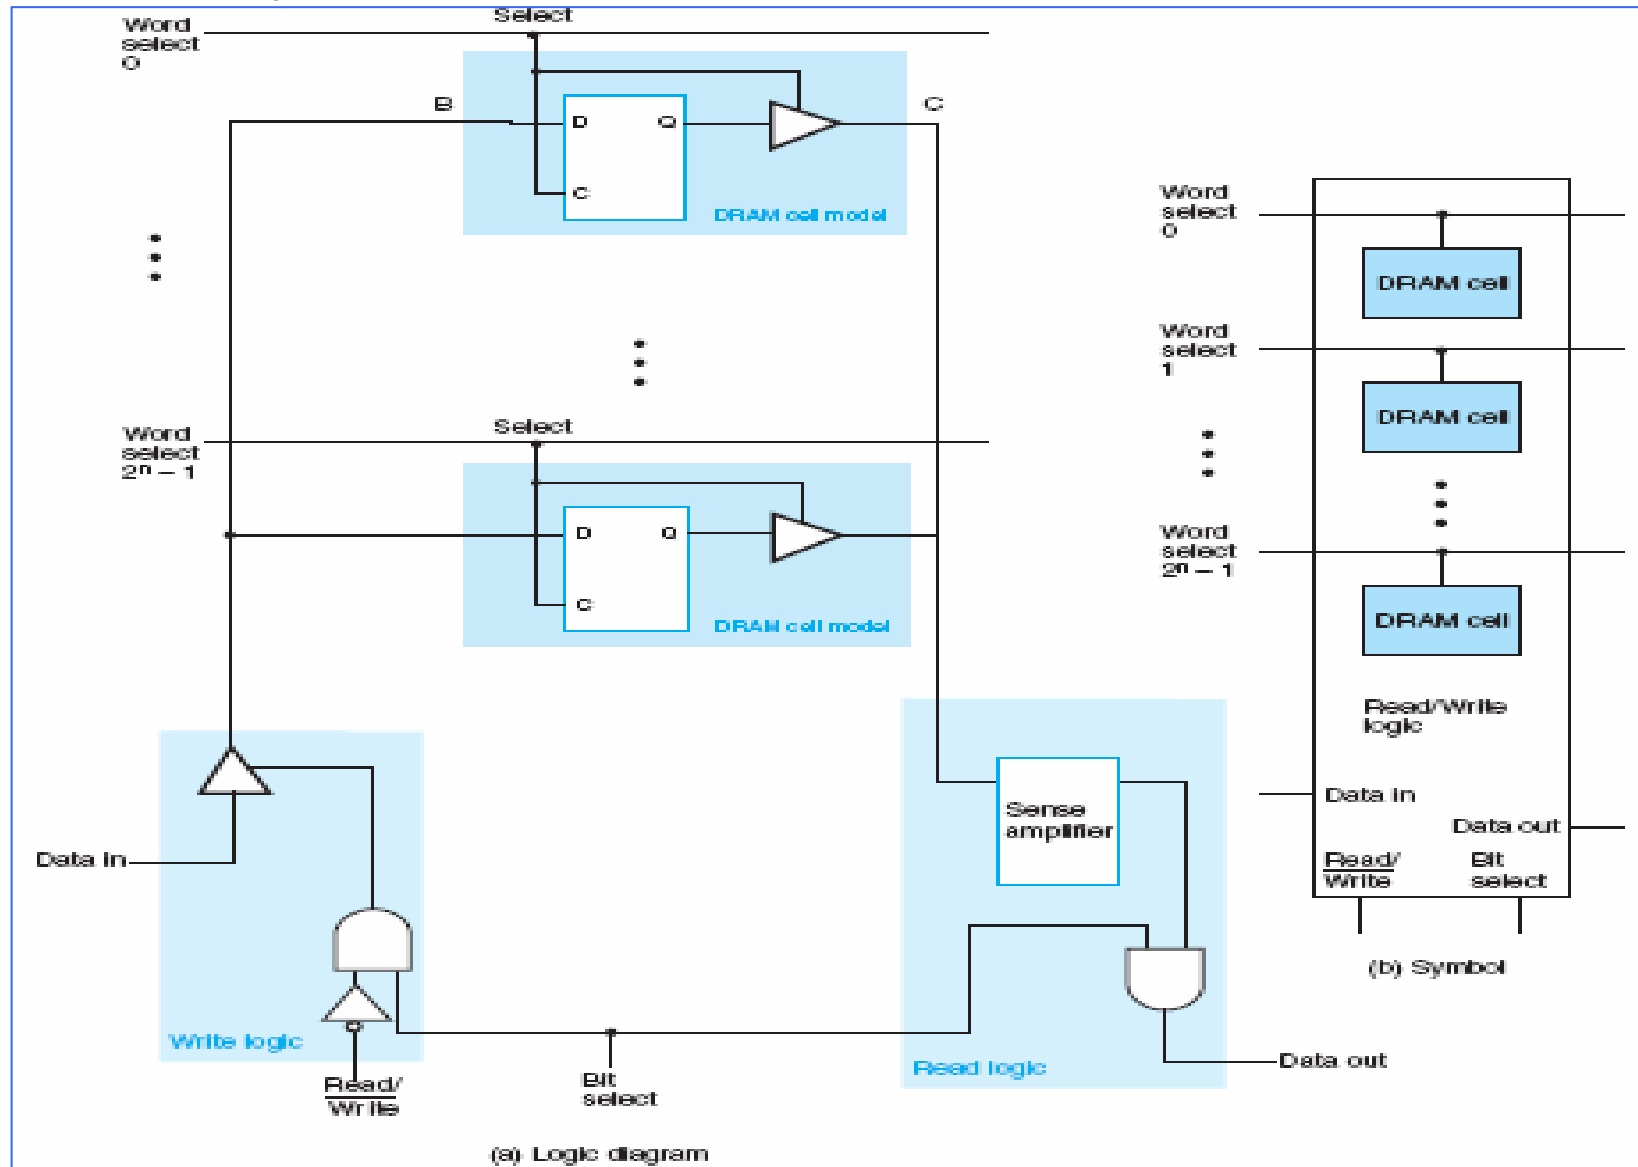 Select
Word
select
0
B
C
D
Q
C
DRAM cell model
Select
Word
select
2ⁿ – 1
D
Q
C
DRAM cell model
Sense
amplifier
Data in
Write logic
Read/
Write
Bit
select
Read logic
Data out
(a) Logic diagram
Word
select
0
DRAM cell
Word
select
1
DRAM cell
Word
select
2ⁿ – 1
DRAM cell
Read/Write
logic
Data in
Data out
Read/
Write
Bit
select
(b) Symbol